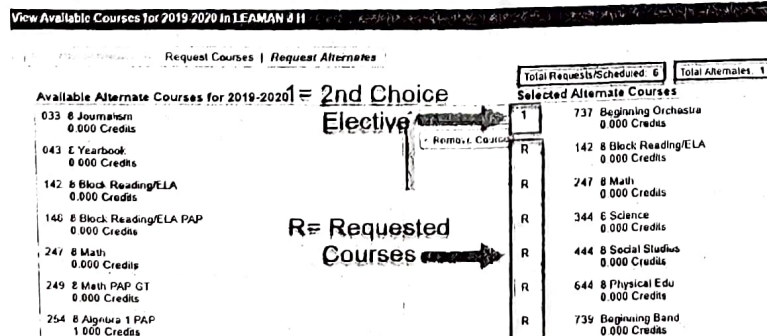 View Available Courses for 2019-2020 in LEAMAN J H
Request Courses | Request Alternates
Total Requests/Scheduled: 6
Total Alternates: 1
Available Alternate Courses for 2019-2020
Selected Alternate Courses
1= 2nd Choice
Elective
Remove Course
R= Requested
Courses
033 8 Journalism
0.000 Credits
043 E Yearbook
0.000 Credits
142 8 Block Reading/ELA
0.000 Credits
146 8 Block Reading/ELA PAP
0.000 Credits
247 8 Math
0.000 Credits
249 8 Math PAP GT
0.000 Credits
254 8 Algebra 1 PAP
1.000 Credits
1 737 Beginning Orchestra
0.000 Credits
R 142 8 Block Reading/ELA
0.000 Credits
R 247 8 Math
0.000 Credits
R 344 8 Science
0.000 Credits
R 444 8 Social Studies
0.000 Credits
R 644 8 Physical Edu
0.000 Credits
R 739 Beginning Band
0.000 Credits